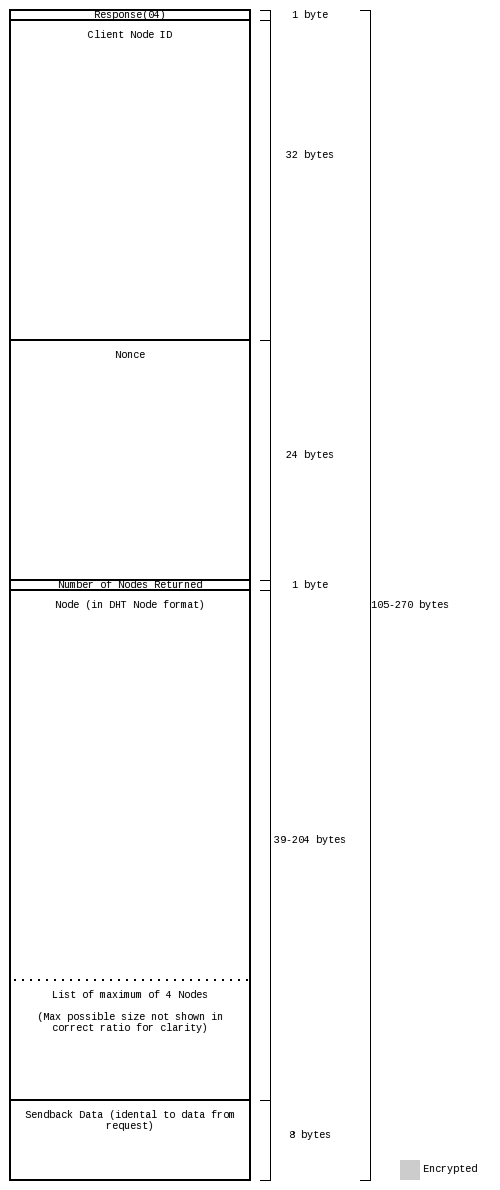 Response(04)
1 byte
Client Node ID
32 bytes
Nonce
24 bytes
Number of Nodes Returned
1 byte
Node (in DHT Node format)
105-270 bytes
39-204 bytes
List of maximum of 4 Nodes
(Max possible size not shown in
correct ratio for clarity)
Sendback Data (idental to data from
request)
8 bytes
Encrypted